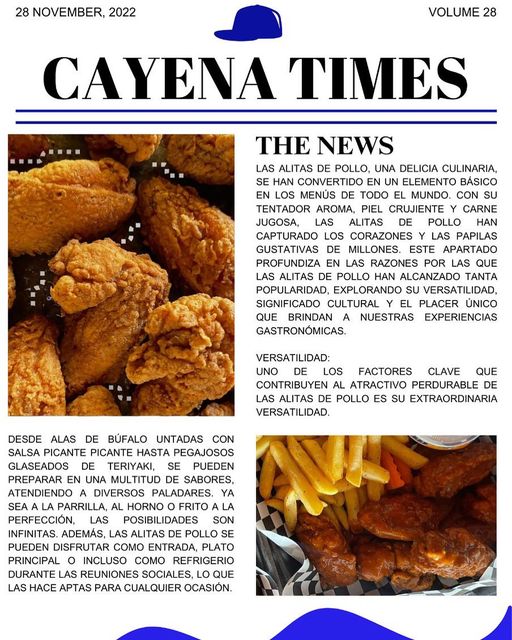 28 NOVEMBER, 2022
VOLUME 28
CAYENA TIMES
THE NEWS
LAS ALITAS DE POLLO, UNA DELICIA CULINARIA,
SE HAN CONVERTIDO EN UN ELEMENTO BÁSICO
EN LOS MENÚS DE TODO EL MUNDO. CON SU
TENTADOR AROMA, PIEL CRUJIENTE Y CARNE
JUGOSA, LAS ALITAS DE POLLO HAN
CAPTURADO LOS CORAZONES Y LAS PAPILAS
GUSTATIVAS DE MILLONES. ESTE APARTADO
PROFUNDIZA EN LAS RAZONES POR LAS QUE
LAS ALITAS DE POLLO HAN ALCANZADO TANTA
POPULARIDAD, EXPLORANDO SU VERSATILIDAD,
SIGNIFICADO CULTURAL Y EL PLACER ÚNICO
QUE BRINDAN A NUESTRAS EXPERIENCIAS
GASTRONÓMICAS.
VERSATILIDAD:
UNO DE LOS FACTORES CLAVE QUE
CONTRIBUYEN AL ATRACTIVO PERDURABLE DE
LAS ALITAS DE POLLO ES SU EXTRAORDINARIA
VERSATILIDAD.
DESDE ALAS DE BÚFALO UNTADAS CON
SALSA PICANTE PICANTE HASTA PEGAJOSOS
GLASEADOS DE TERIYAKI, SE PUEDEN
PREPARAR EN UNA MULTITUD DE SABORES,
ATENDIENDO A DIVERSOS PALADARES. YA
SEA A LA PARRILLA, AL HORNO O FRITO A LA
PERFECCIÓN, LAS POSIBILIDADES SON
INFINITAS. ADEMÁS, LAS ALITAS DE POLLO SE
PUEDEN DISFRUTAR COMO ENTRADA, PLATO
PRINCIPAL O INCLUSO COMO REFRIGERIO
DURANTE LAS REUNIONES SOCIALES, LO QUE
LAS HACE APTAS PARA CUALQUIER OCASIÓN.